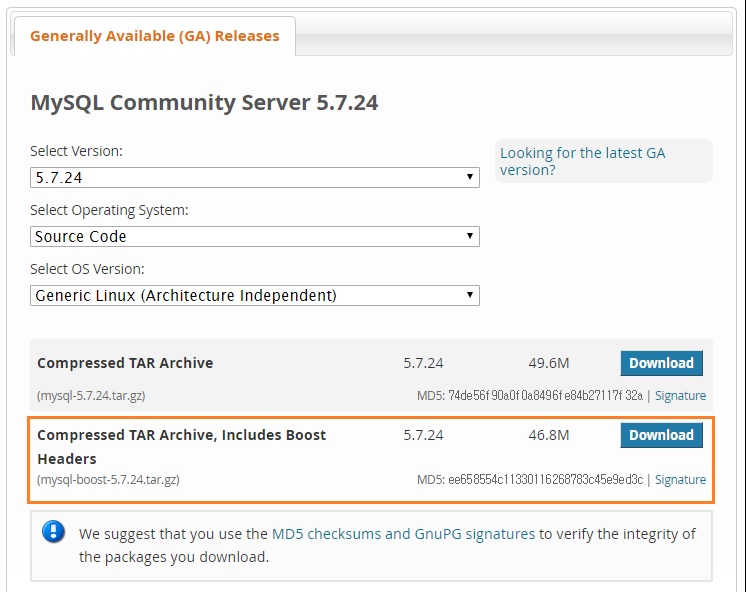 Generally Available (GA) Releases
MySQL Community Server 5.7.24
Select Version:
5.7.24
Looking for the latest GA
version?
Select Operating System:
Source Code
Select OS Version:
Generic Linux (Architecture Independent)
Compressed TAR Archive 5.7.24 49.6M Download
(mysql-5.7.24.tar.gz) MD5: 74de56f90a0f0a8496fe84b27117f32a | Signature
Compressed TAR Archive, Includes Boost 5.7.24 46.8M Download
Headers
(mysql-boost-5.7.24.tar.gz) MD5: ee658554c11330116268783c45e9ed3c | Signature
We suggest that you use the MD5 checksums and GnuPG signatures to verify the integrity of
the packages you download.